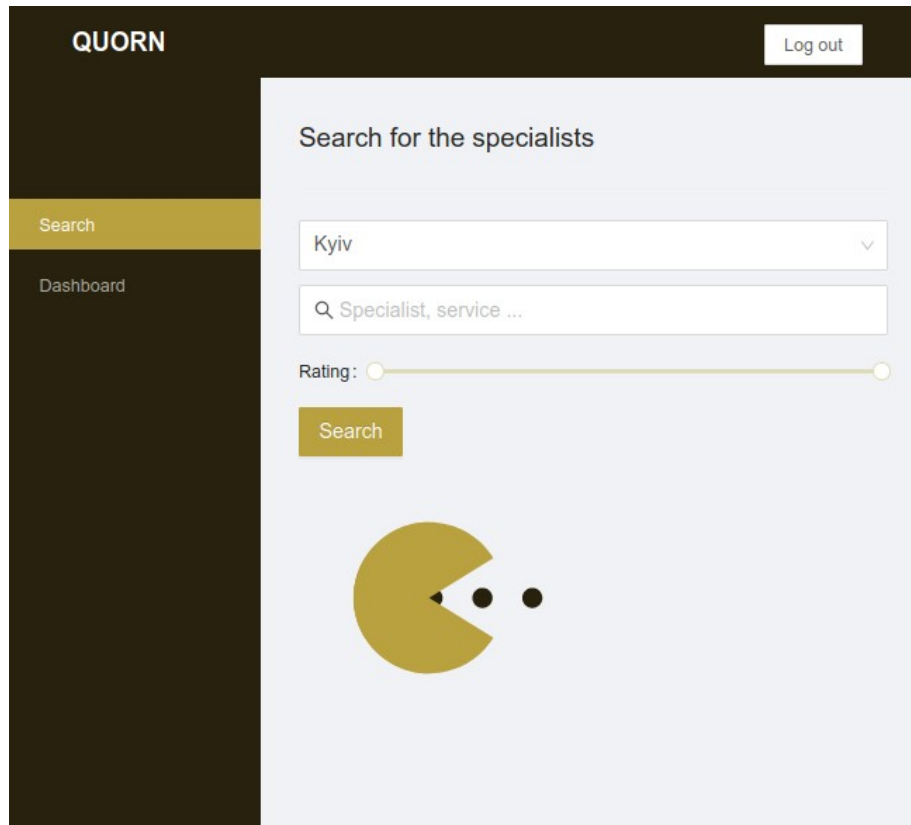 QUORN
Log out
Search for the specialists
Search
Dashboard
Kyiv
Specialist, service ...
Rating:
Search